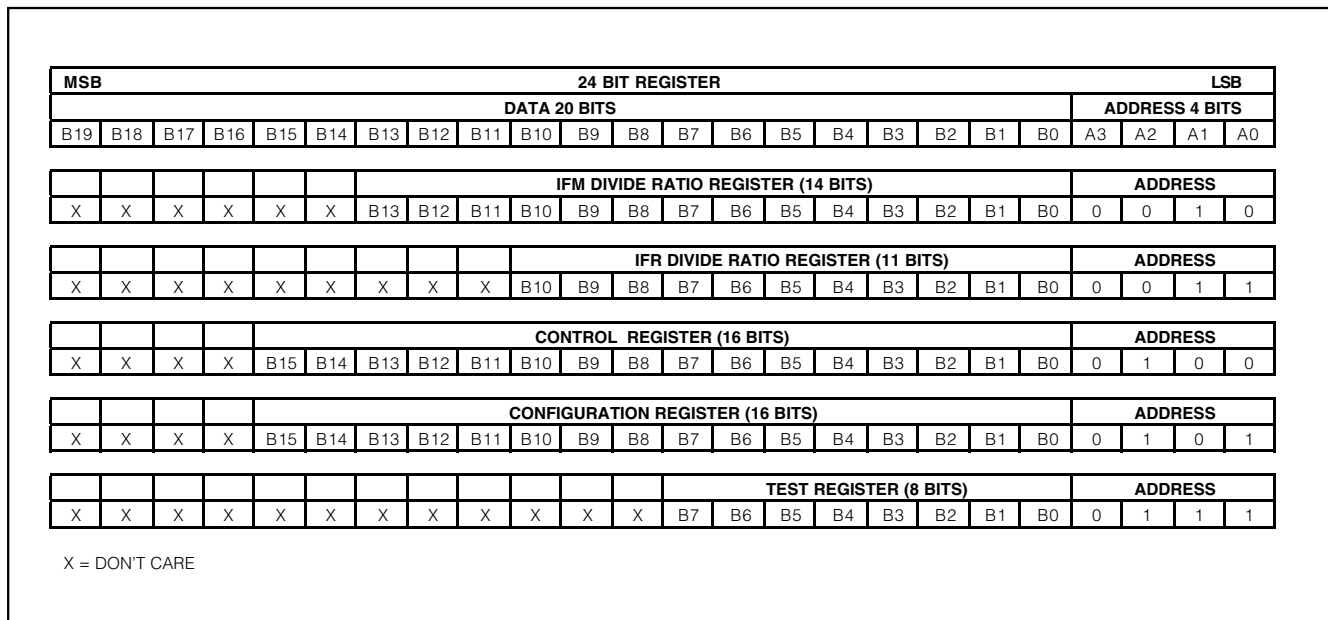 MSB 24 BIT REGISTER LSB
DATA 20 BITS ADDRESS 4 BITS
B19 B18 B17 B16 B15 B14 B13 B12 B11 B10 B9 B8 B7 B6 B5 B4 B3 B2 B1 B0 A3 A2 A1 A0
IFM DIVIDE RATIO REGISTER (14 BITS) ADDRESS
X X X X X X B13 B12 B11 B10 B9 B8 B7 B6 B5 B4 B3 B2 B1 B0 0 0 1 0
IFR DIVIDE RATIO REGISTER (11 BITS) ADDRESS
X X X X X X X X X B10 B9 B8 B7 B6 B5 B4 B3 B2 B1 B0 0 0 1 1
CONTROL REGISTER (16 BITS) ADDRESS
X X X X B15 B14 B13 B12 B11 B10 B9 B8 B7 B6 B5 B4 B3 B2 B1 B0 0 1 0 0
CONFIGURATION REGISTER (16 BITS) ADDRESS
X X X X B15 B14 B13 B12 B11 B10 B9 B8 B7 B6 B5 B4 B3 B2 B1 B0 0 1 0 1
TEST REGISTER (8 BITS) ADDRESS
X X X X X X X X X X X X B7 B6 B5 B4 B3 B2 B1 B0 0 1 1 1
X = DON'T CARE